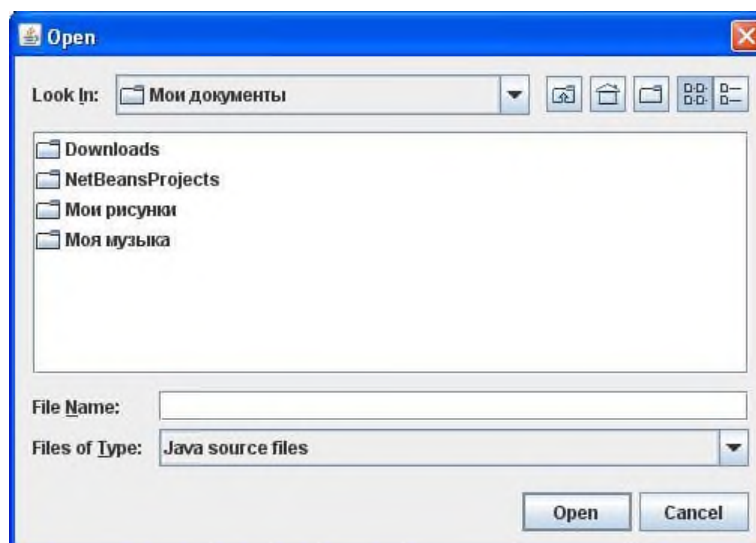 Open
Look In: Мои документы
Downloads
NetBeansProjects
Мои рисунки
Моя музыка
File Name:
Files of Type: Java source files
Open Cancel